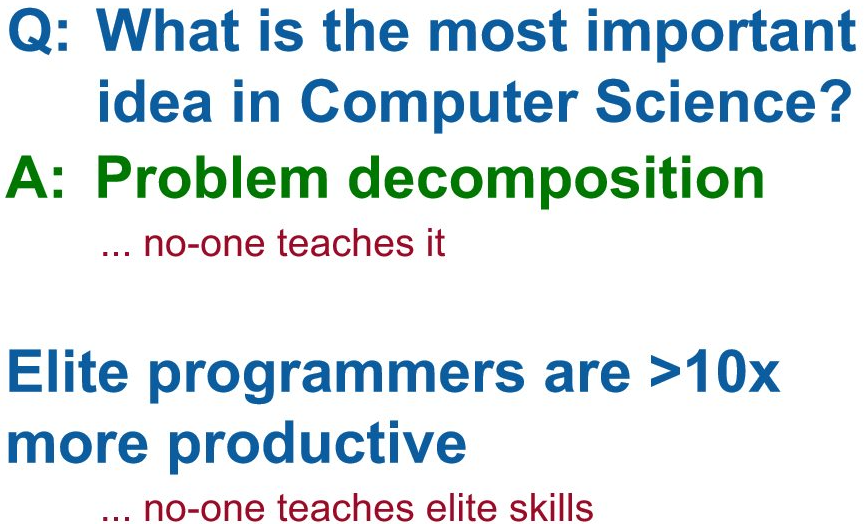 Q: What is the most important
idea in Computer Science?
A: Problem decomposition
... no-one teaches it
Elite programmers are >10x
more productive
... no-one teaches elite skills